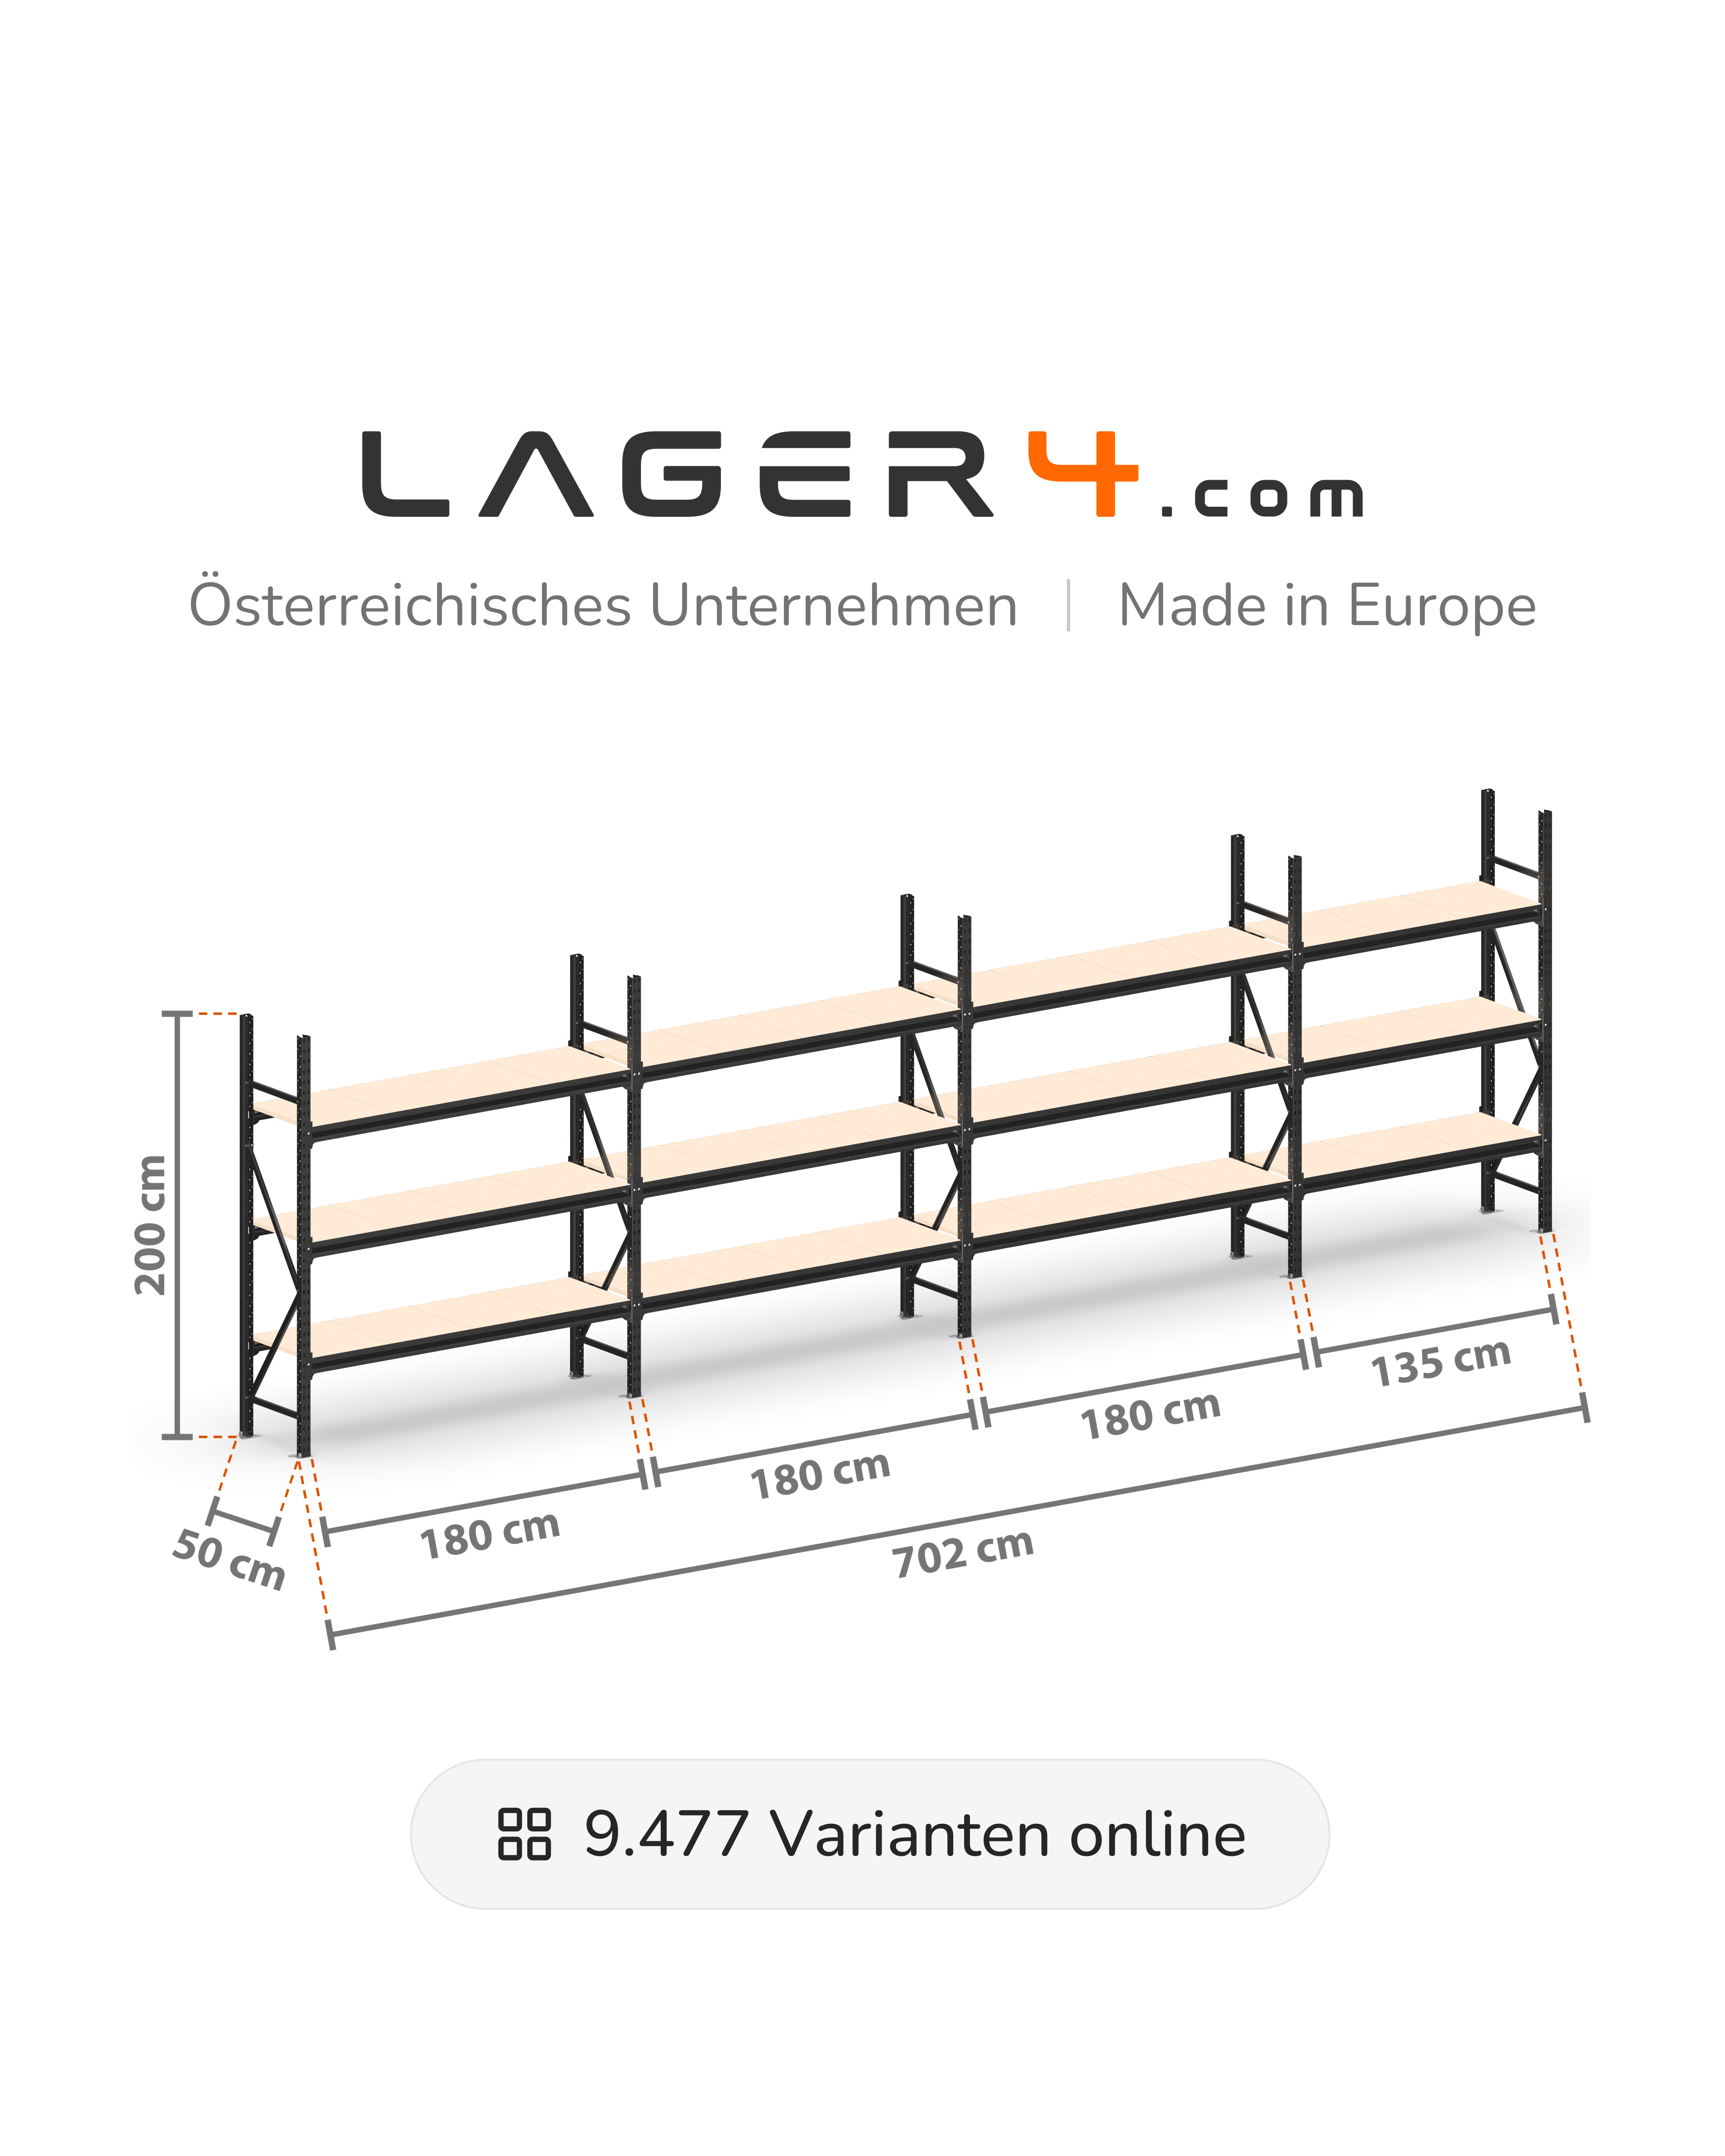 LAGER4.com
Österreichisches Unternehmen | Made in Europe
200 cm
50 cm
180 cm
180 cm
180 cm
135 cm
702 cm
9.477 Varianten online